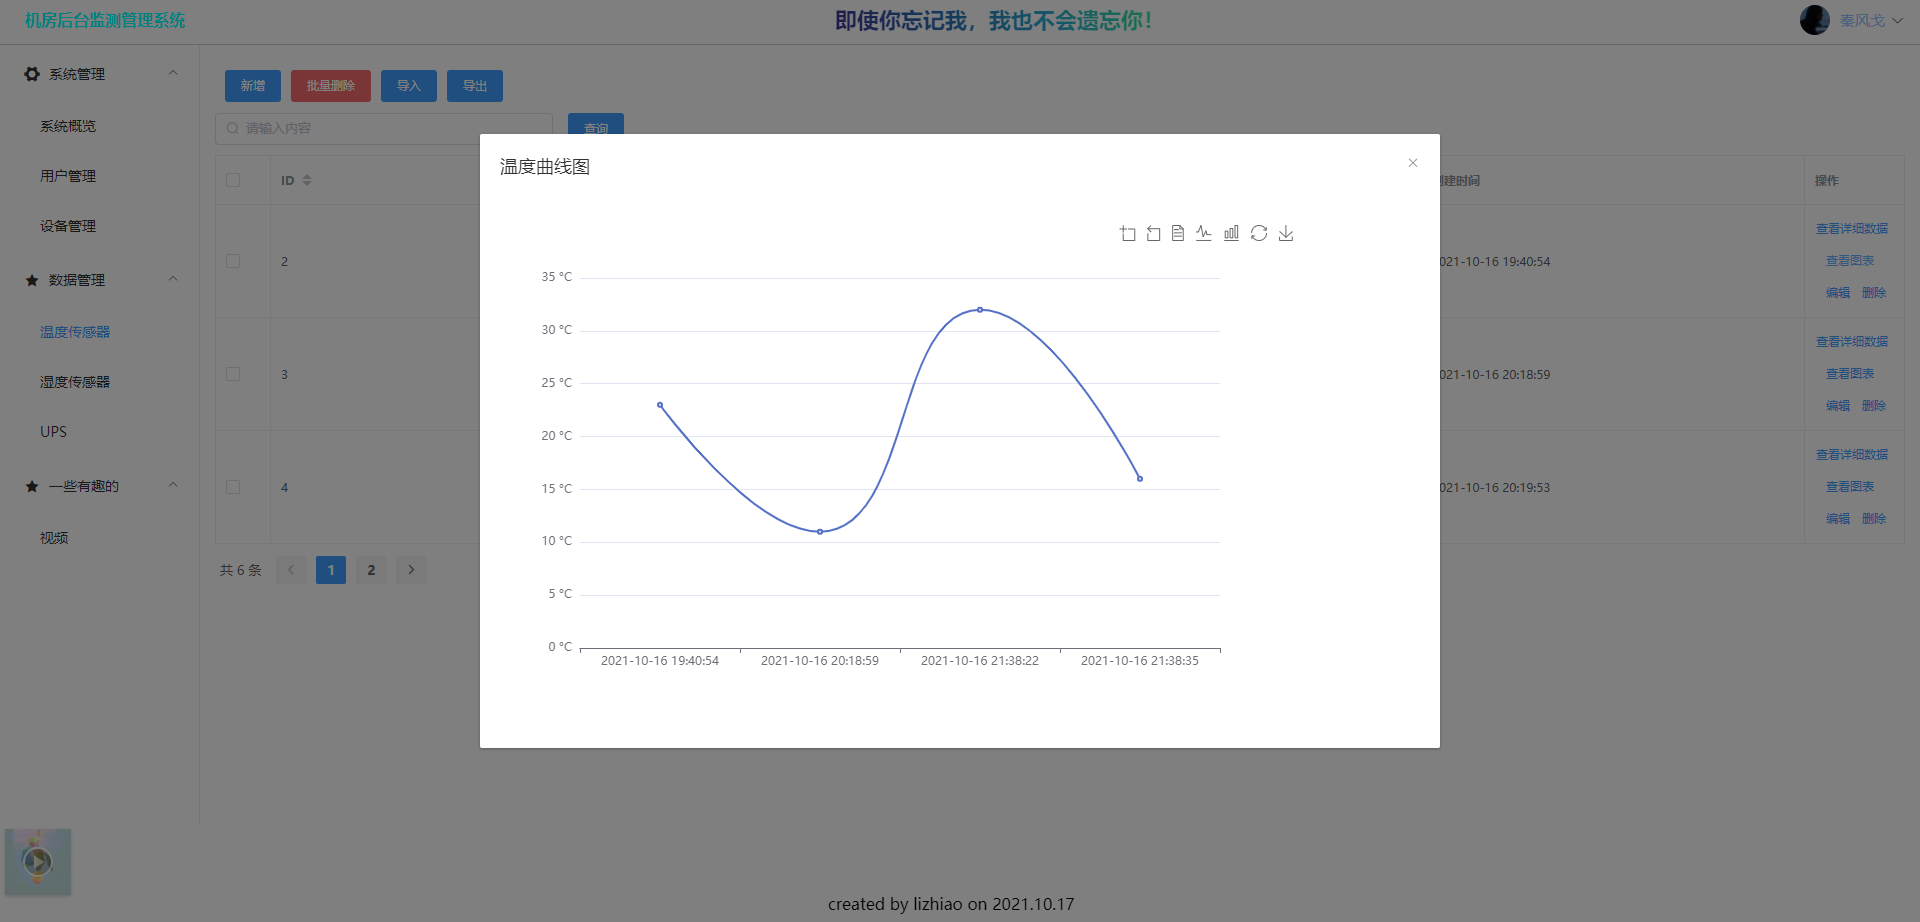 机房后台监测管理系统
即使你忘记我，我也不会遗忘你！
秦风戈
系统管理
系统概览
用户管理
设备管理
数据管理
温度传感器
湿度传感器
UPS
一些有趣的
视频
新增 批量删除 导入 导出
请输入内容 查询
ID 创建时间 操作
2 021-10-16 19:40:54 查看详细数据
查看图表
编辑 删除
3 021-10-16 20:18:59 查看详细数据
查看图表
编辑 删除
4 021-10-16 20:19:53 查看详细数据
查看图表
编辑 删除
共 6 条 1 2
温度曲线图
35 °C
30 °C
25 °C
20 °C
15 °C
10 °C
5 °C
0 °C
2021-10-16 19:40:54 2021-10-16 20:18:59 2021-10-16 21:38:22 2021-10-16 21:38:35
created by lizhiao on 2021.10.17